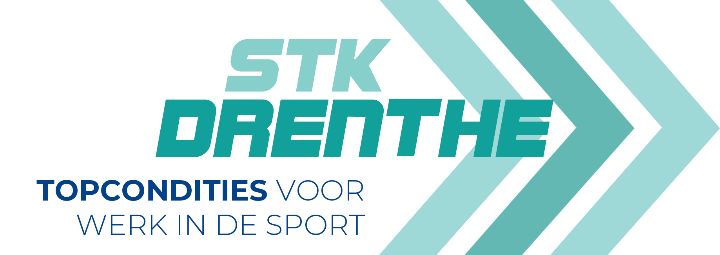 STK
DRENTHE
TOPCONDITIES VOOR
WERK IN DE SPORT